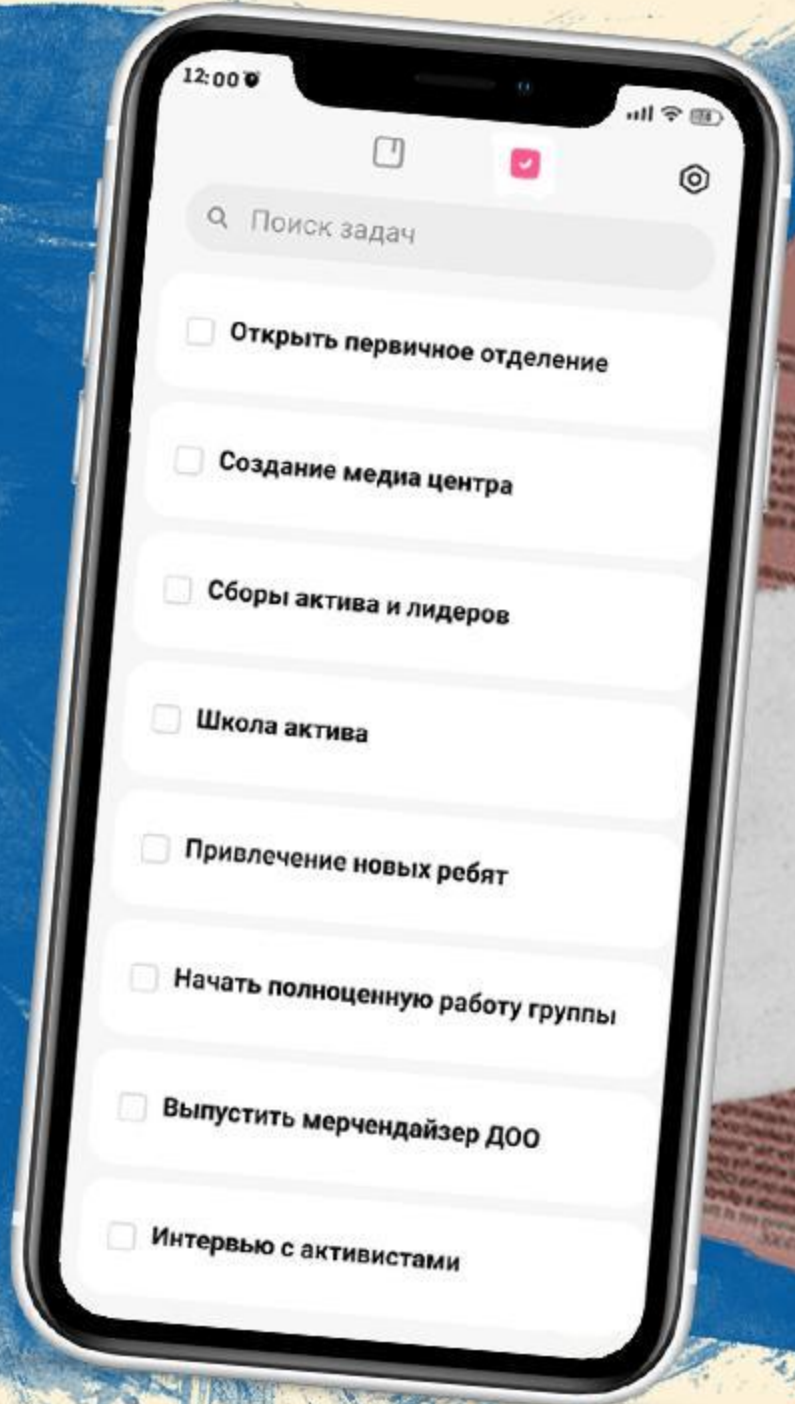 12:00
Поиск задач
Открыть первичное отделение
Создание медиа центра
Сборы актива и лидеров
Школа актива
Привлечение новых ребят
Начать полноценную работу группы
Выпустить мерчендайзер ДОО
Интервью с активистами